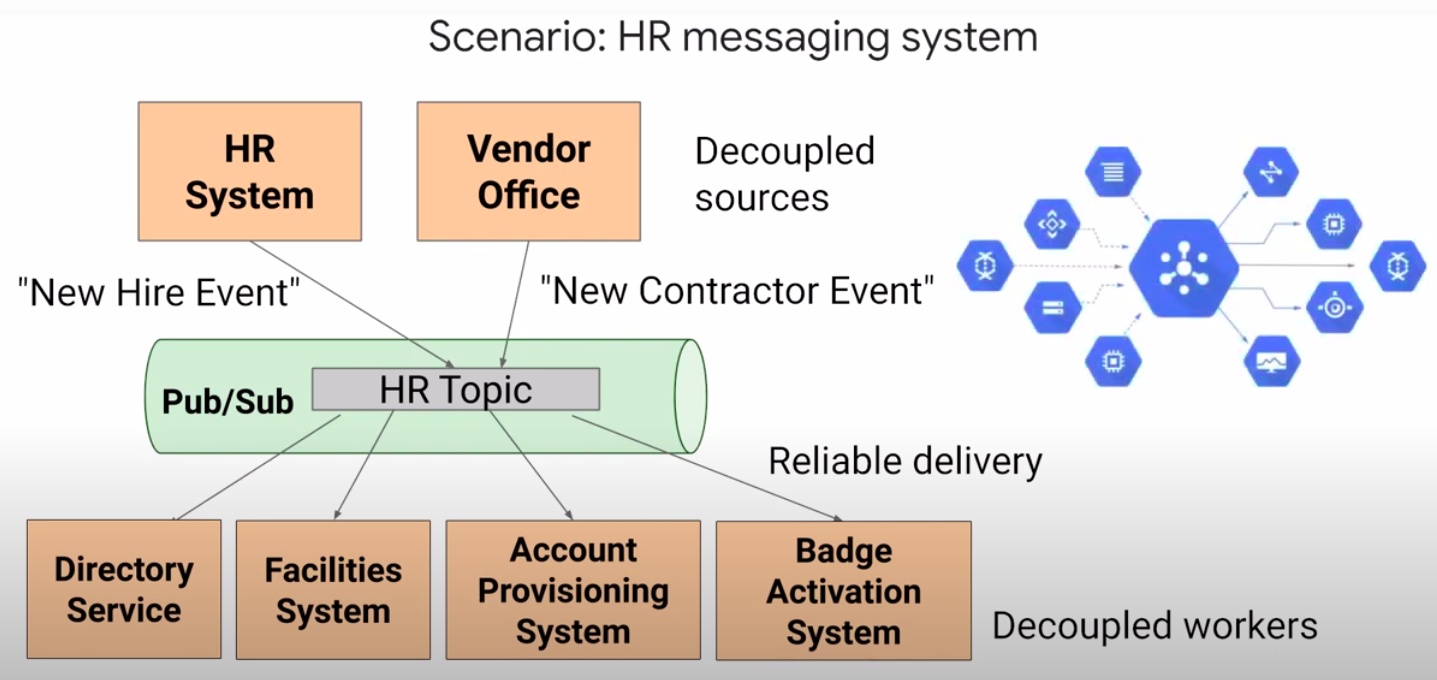 Scenario: HR messaging system
HR
System
Vendor
Office
Decoupled
sources
"New Hire Event"
"New Contractor Event"
Pub/Sub
HR Topic
Reliable delivery
Directory
Service
Facilities
System
Account
Provisioning
System
Badge
Activation
System
Decoupled workers